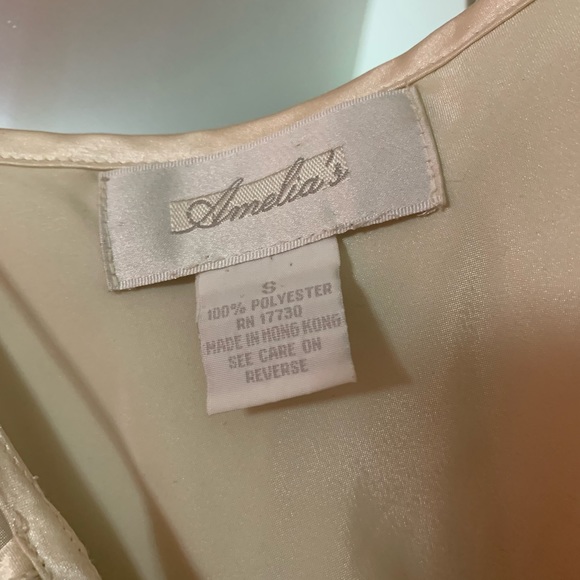 Amelia's
S
100% POLYESTER
RN 17730
MADE IN HONG KONG
SEE CARE ON
REVERSE